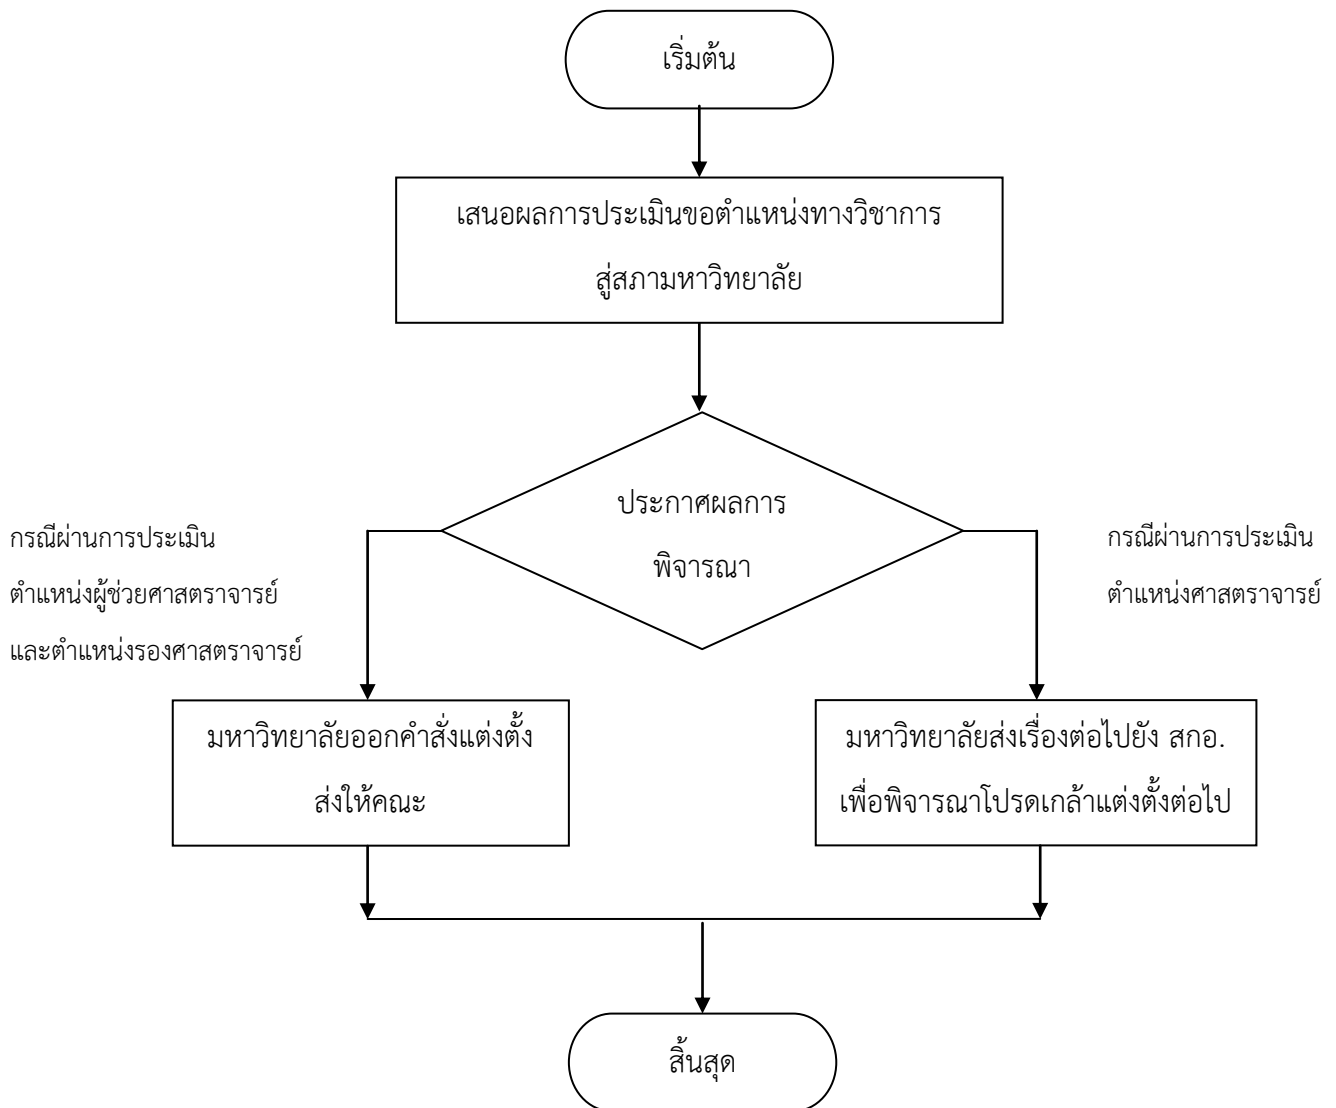 เริ่มต้น
เสนอผลการประเมินขอตำแหน่งทางวิชาการ
สู่สภามหาวิทยาลัย
ประกาศผลการ
พิจารณา
กรณีผ่านการประเมิน
ตำแหน่งผู้ช่วยศาสตราจารย์
และตำแหน่งรองศาสตราจารย์
กรณีผ่านการประเมิน
ตำแหน่งศาสตราจารย์
มหาวิทยาลัยออกคำสั่งแต่งตั้ง
ส่งให้คณะ
มหาวิทยาลัยส่งเรื่องต่อไปยัง สกอ.
เพื่อพิจารณาโปรดเกล้าแต่งตั้งต่อไป
สิ้นสุด